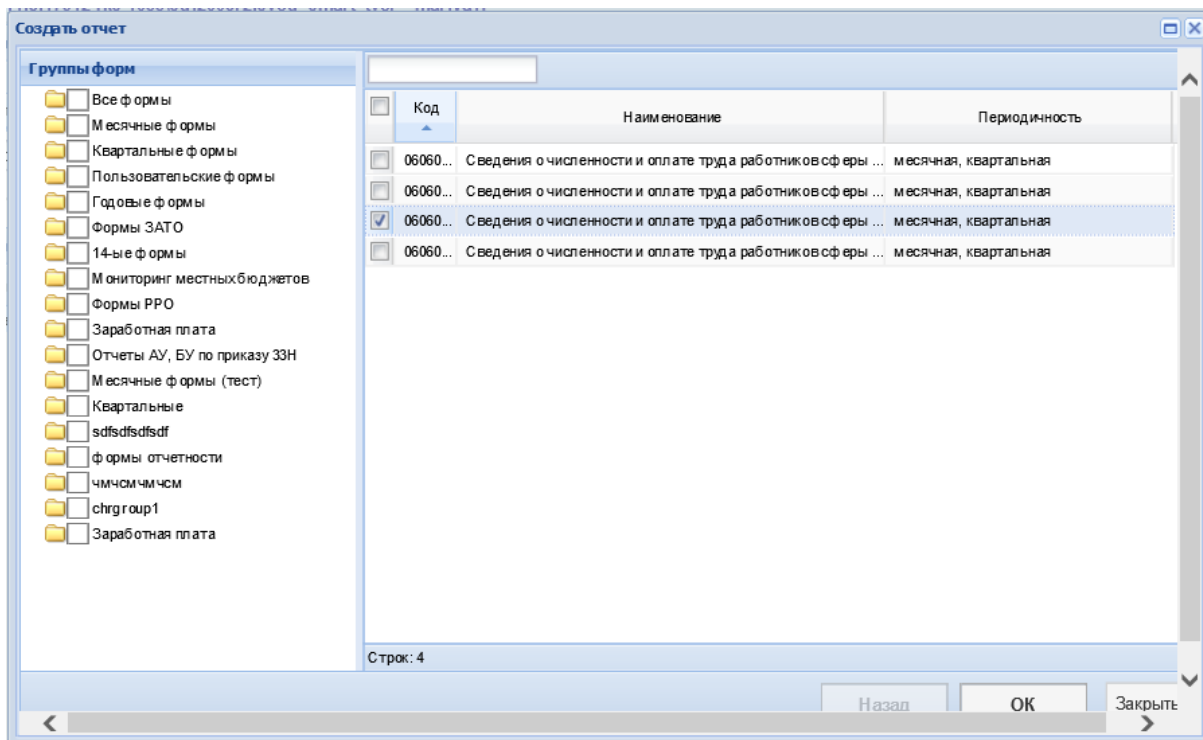 Создать отчет
Группы форм
Все формы
Месячные формы
Квартальные формы
Пользовательские формы
Годовые формы
Формы ЗАТО
14-ые формы
Мониторинг местных бюджетов
Формы РРО
Заработная плата
Отчеты АУ, БУ по приказу 33Н
Месячные формы (тест)
Квартальные
sdfsdfsdfsdf
формы отчетности
чмчсмчмчсм
chrgroup1
Заработная плата
Код Наименование Периодичность
06060... Сведения о численности и оплате труда работников сферы ... месячная, квартальная
06060... Сведения о численности и оплате труда работников сферы ... месячная, квартальная
06060... Сведения о численности и оплате труда работников сферы ... месячная, квартальная
06060... Сведения о численности и оплате труда работников сферы ... месячная, квартальная
Строк: 4
Назад ОК Закрыть